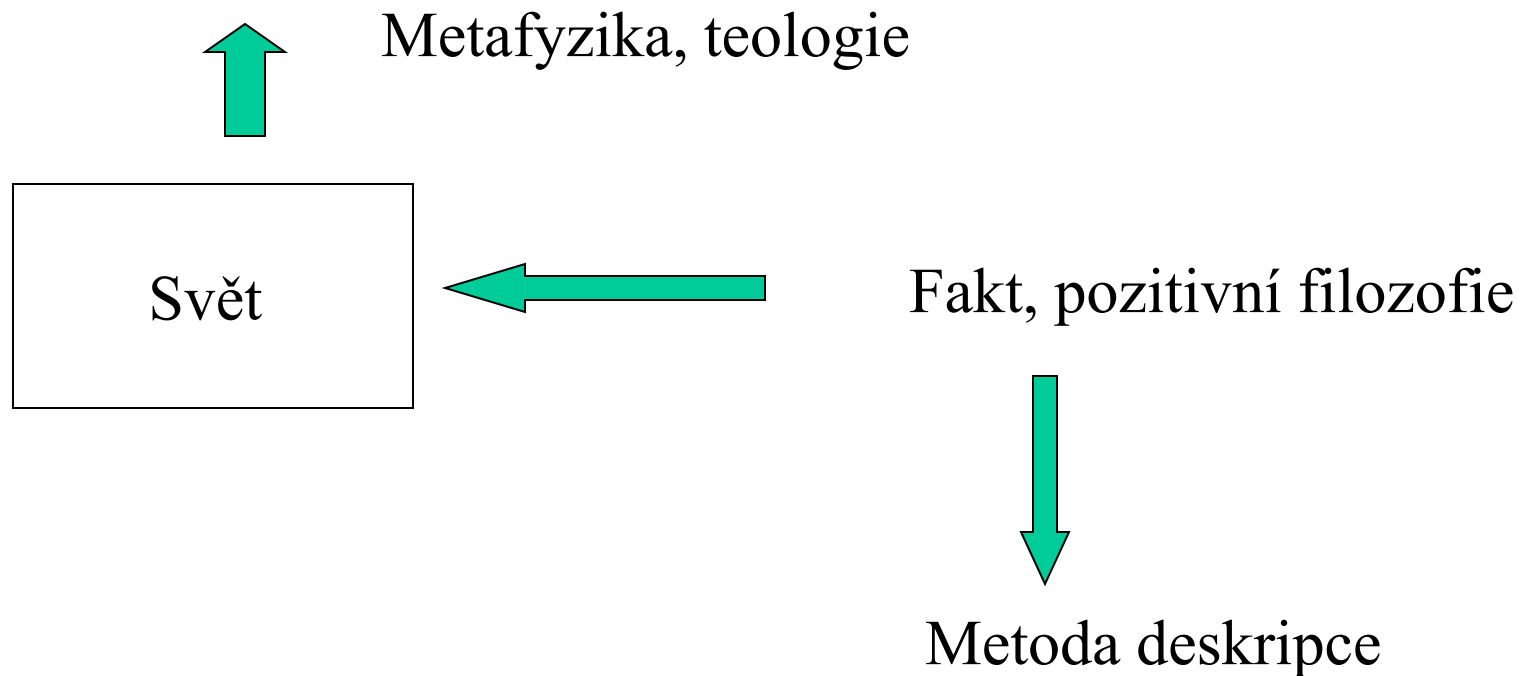 Metafyzika, teologie
Svět
Fakt, pozitivní filozofie
Metoda deskripce